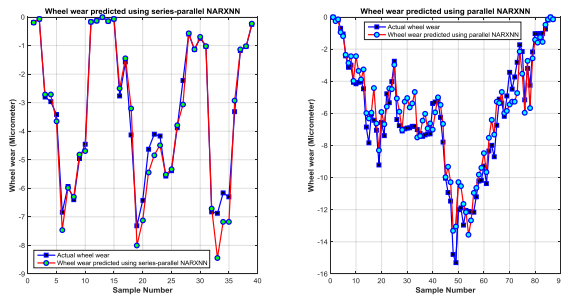 Wheel wear predicted using series-parallel NARXNN
Wheel wear (Micrometer)
0
-1
-2
-3
-4
-5
-6
-7
-8
-9
Actual wheel wear
Wheel wear predicted using series-parallel NARXNN
0 5 10 15 20 25 30 35 40
Sample Number
Wheel wear predicted using parallel NARXNN
Actual wheel wear
Wheel wear predicted using parallel NARXNN
Wheel wear (Micrometer)
0
-2
-4
-6
-8
-10
-12
-14
-16
0 10 20 30 40 50 60 70 80 90
Sample Number